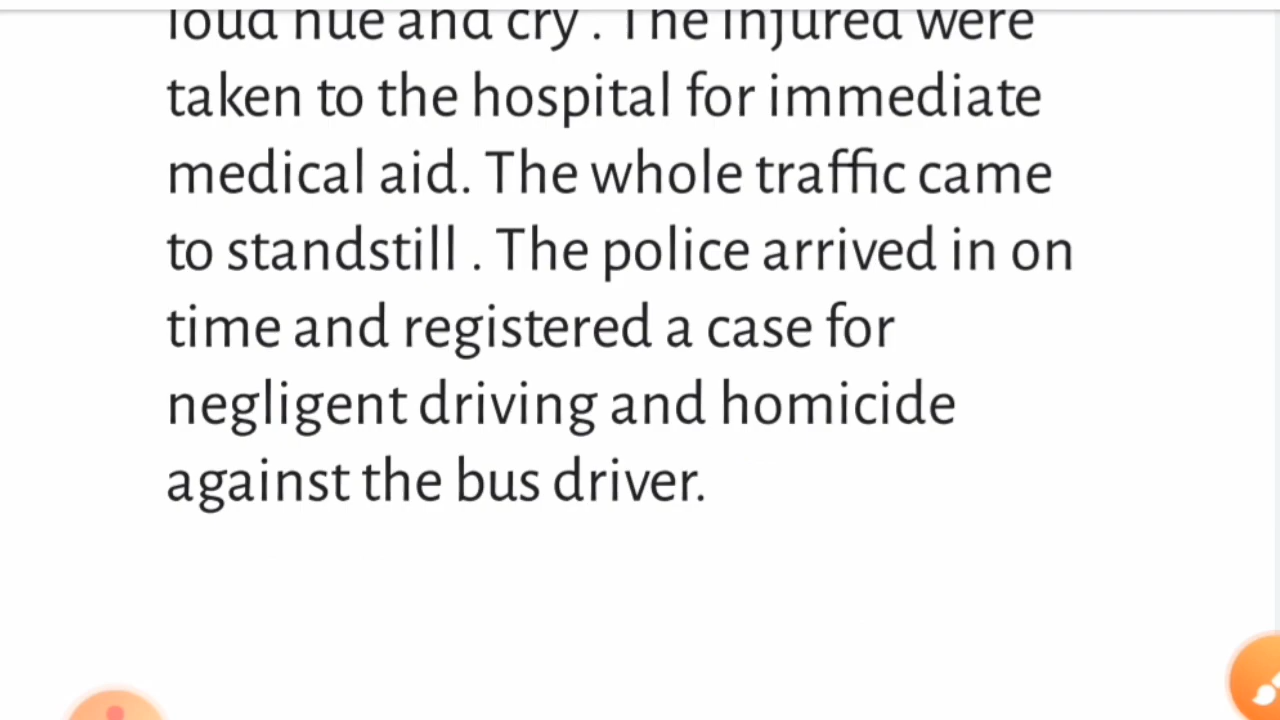 loud hue and cry . The injured were
taken to the hospital for immediate
medical aid. The whole traffic came
to standstill . The police arrived in on
time and registered a case for
negligent driving and homicide
against the bus driver.